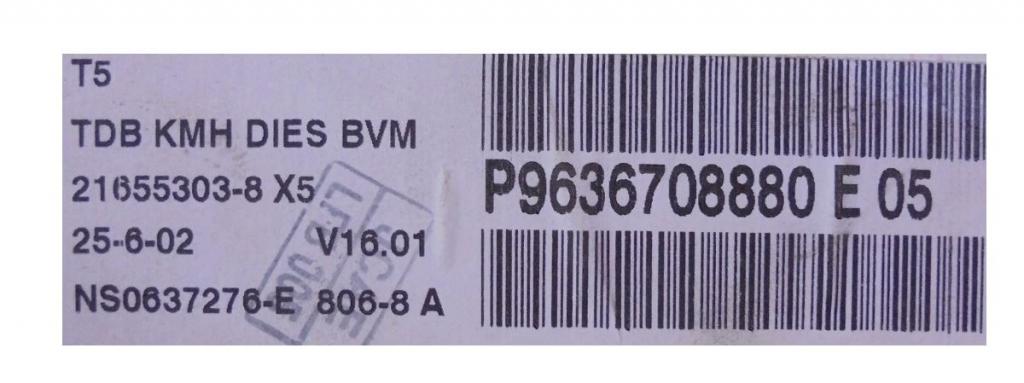 T5
TDB KMH DIES BVM
21655303-8 X5
25-6-02 V16.01
NS0637276-E 806-8 A
P9636708880 E 05